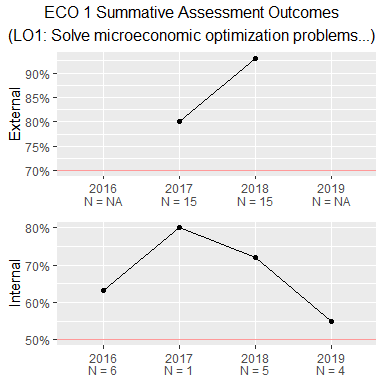 ECO 1 Summative Assessment Outcomes
(LO1: Solve microeconomic optimization problems...)
External
90%
85%
80%
75%
70%
2016 2017 2018 2019
N = NA N = 15 N = 15 N = NA
Internal
80%
70%
60%
50%
2016 2017 2018 2019
N = 6 N = 1 N = 5 N = 4